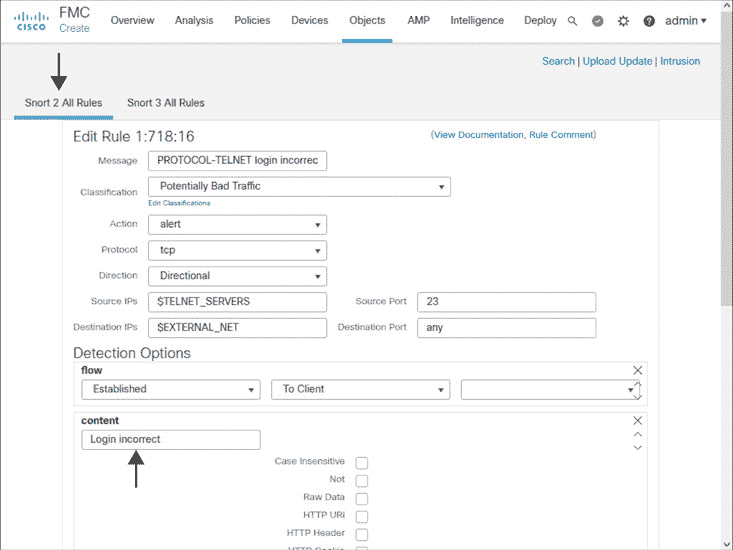 CISCO
FMC
Create
Overview Analysis Policies Devices Objects AMP Intelligence Deploy admin
Search | Upload Update | Intrusion
Snort 2 All Rules Snort 3 All Rules
Edit Rule 1:718:16 (View Documentation, Rule Comment)
Message PROTOCOL-TELNET login incorrec
Classification Potentially Bad Traffic
Edit Classifications
Action alert
Protocol tcp
Direction Directional
Source IPs $TELNET_SERVERS Source Port 23
Destination IPs $EXTERNAL_NET Destination Port any
Detection Options
flow
Established To Client
content
Login incorrect
Case Insensitive
Not
Raw Data
HTTP URI
HTTP Header